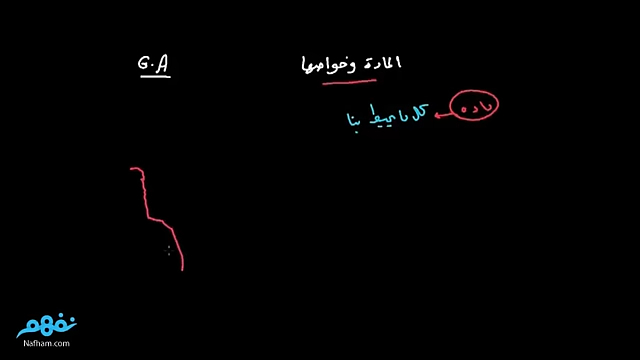 المادة وخواصها
G.A
مادة ← كل ما يحيط بنا
نفهم
Nafham.com